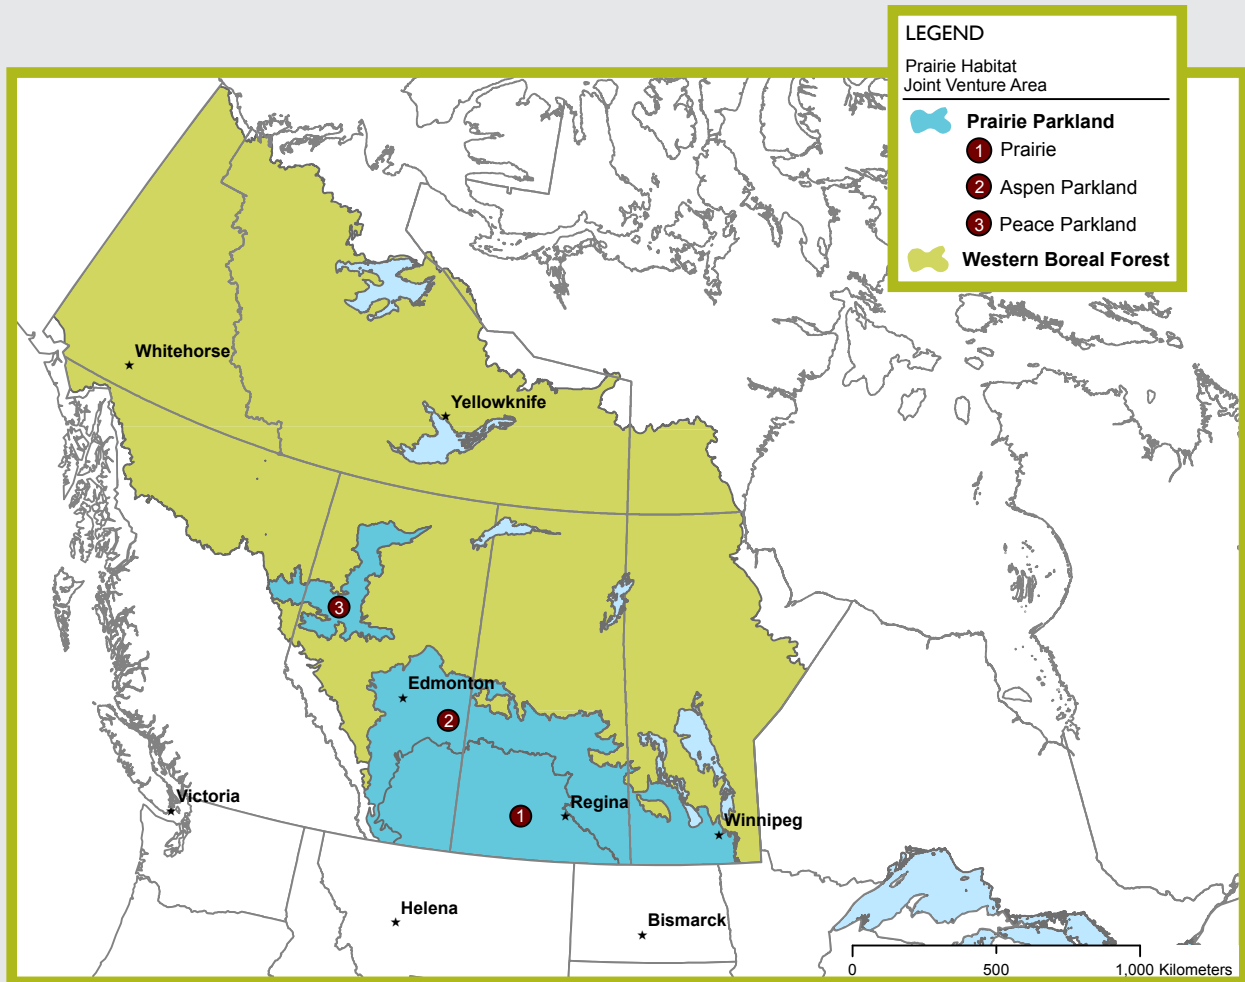 LEGEND
Prairie Habitat
Joint Venture Area
Prairie Parkland
1 Prairie
2 Aspen Parkland
3 Peace Parkland
Western Boreal Forest
Whitehorse
Yellowknife
3
Edmonton
2
Victoria
1
Regina
Winnipeg
Helena
Bismarck
0 500 1,000 Kilometers